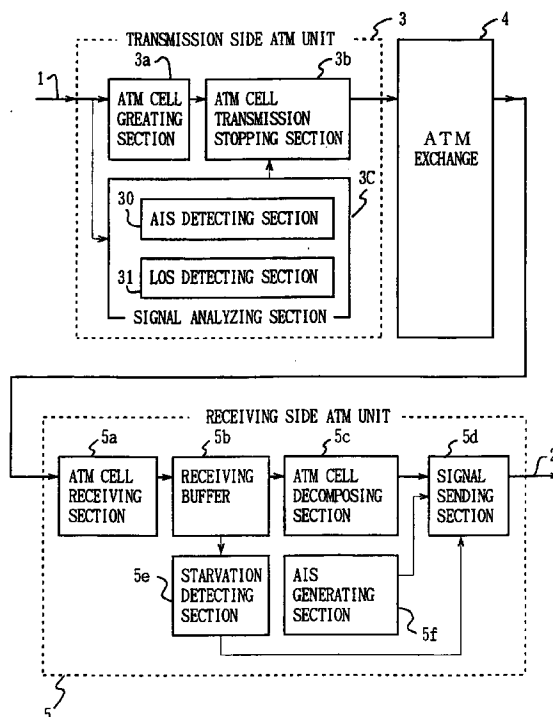 TRANSMISSION SIDE ATM UNIT
3
4
1
3a
3b
ATM CELL
GREATING
SECTION
ATM CELL
TRANSMISSION
STOPPING SECTION
ATM
EXCHANGE
3C
30
AIS DETECTING SECTION
31
LOS DETECTING SECTION
SIGNAL ANALYZING SECTION
RECEIVING SIDE ATM UNIT
5a
5b
5c
5d
2
ATM CELL
RECEIVING
SECTION
RECEIVING
BUFFER
ATM CELL
DECOMPOSING
SECTION
SIGNAL
SENDING
SECTION
5e
STARVATION
DETECTING
SECTION
AIS
GENERATING
SECTION
5f
5